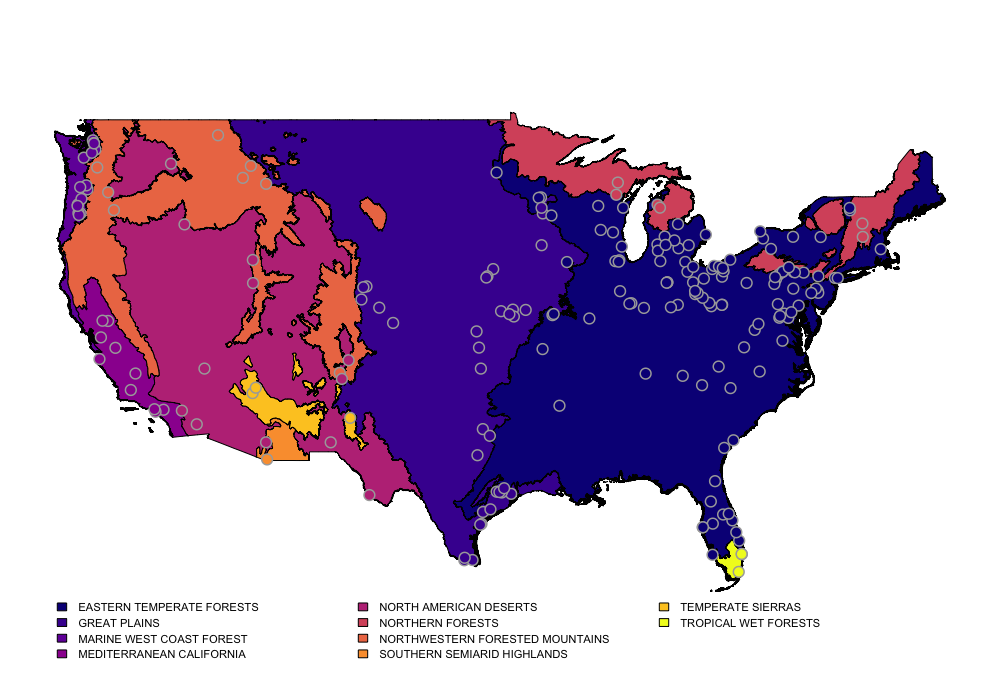 EASTERN TEMPERATE FORESTS
GREAT PLAINS
MARINE WEST COAST FOREST
MEDITERRANEAN CALIFORNIA
NORTH AMERICAN DESERTS
NORTHERN FORESTS
NORTHWESTERN FORESTED MOUNTAINS
SOUTHERN SEMIARID HIGHLANDS
TEMPERATE SIERRAS
TROPICAL WET FORESTS